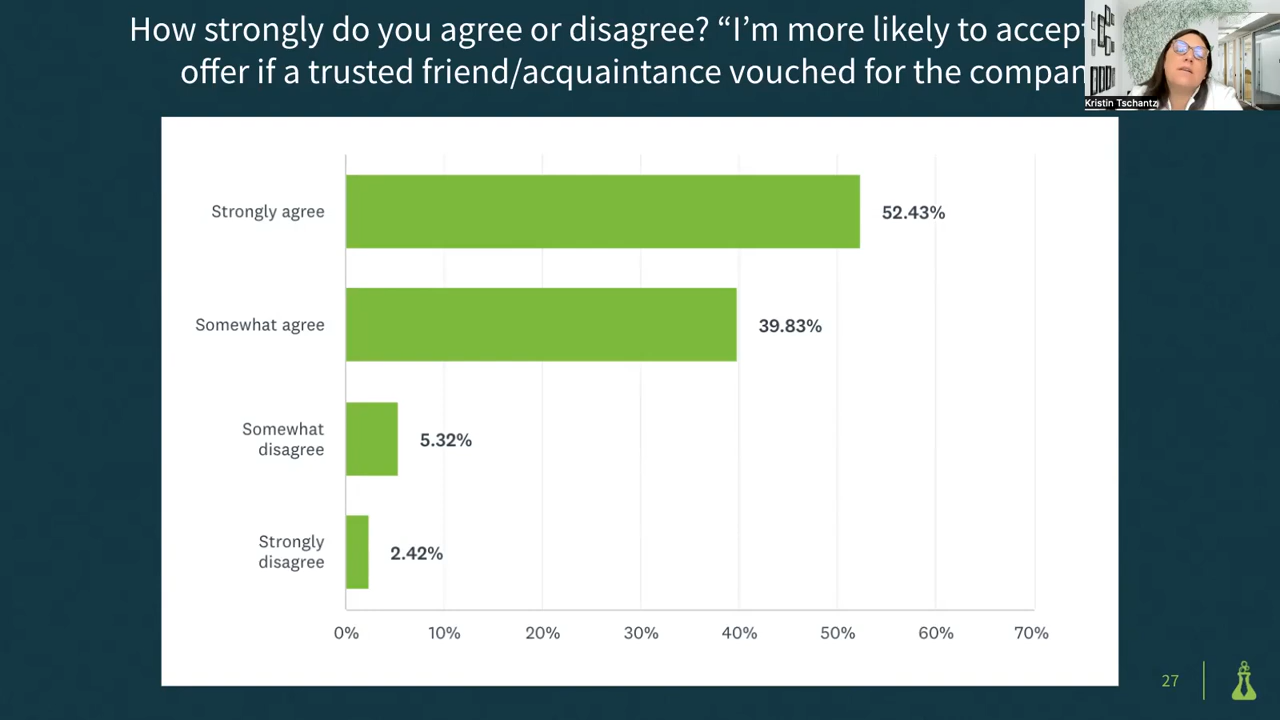 How strongly do you agree or disagree? “I’m more likely to accept
offer if a trusted friend/acquaintance vouched for the compan
Kristin Tschantz
Strongly agree
52.43%
Somewhat agree
39.83%
Somewhat
disagree
5.32%
Strongly
disagree
2.42%
0% 10% 20% 30% 40% 50% 60% 70%
27